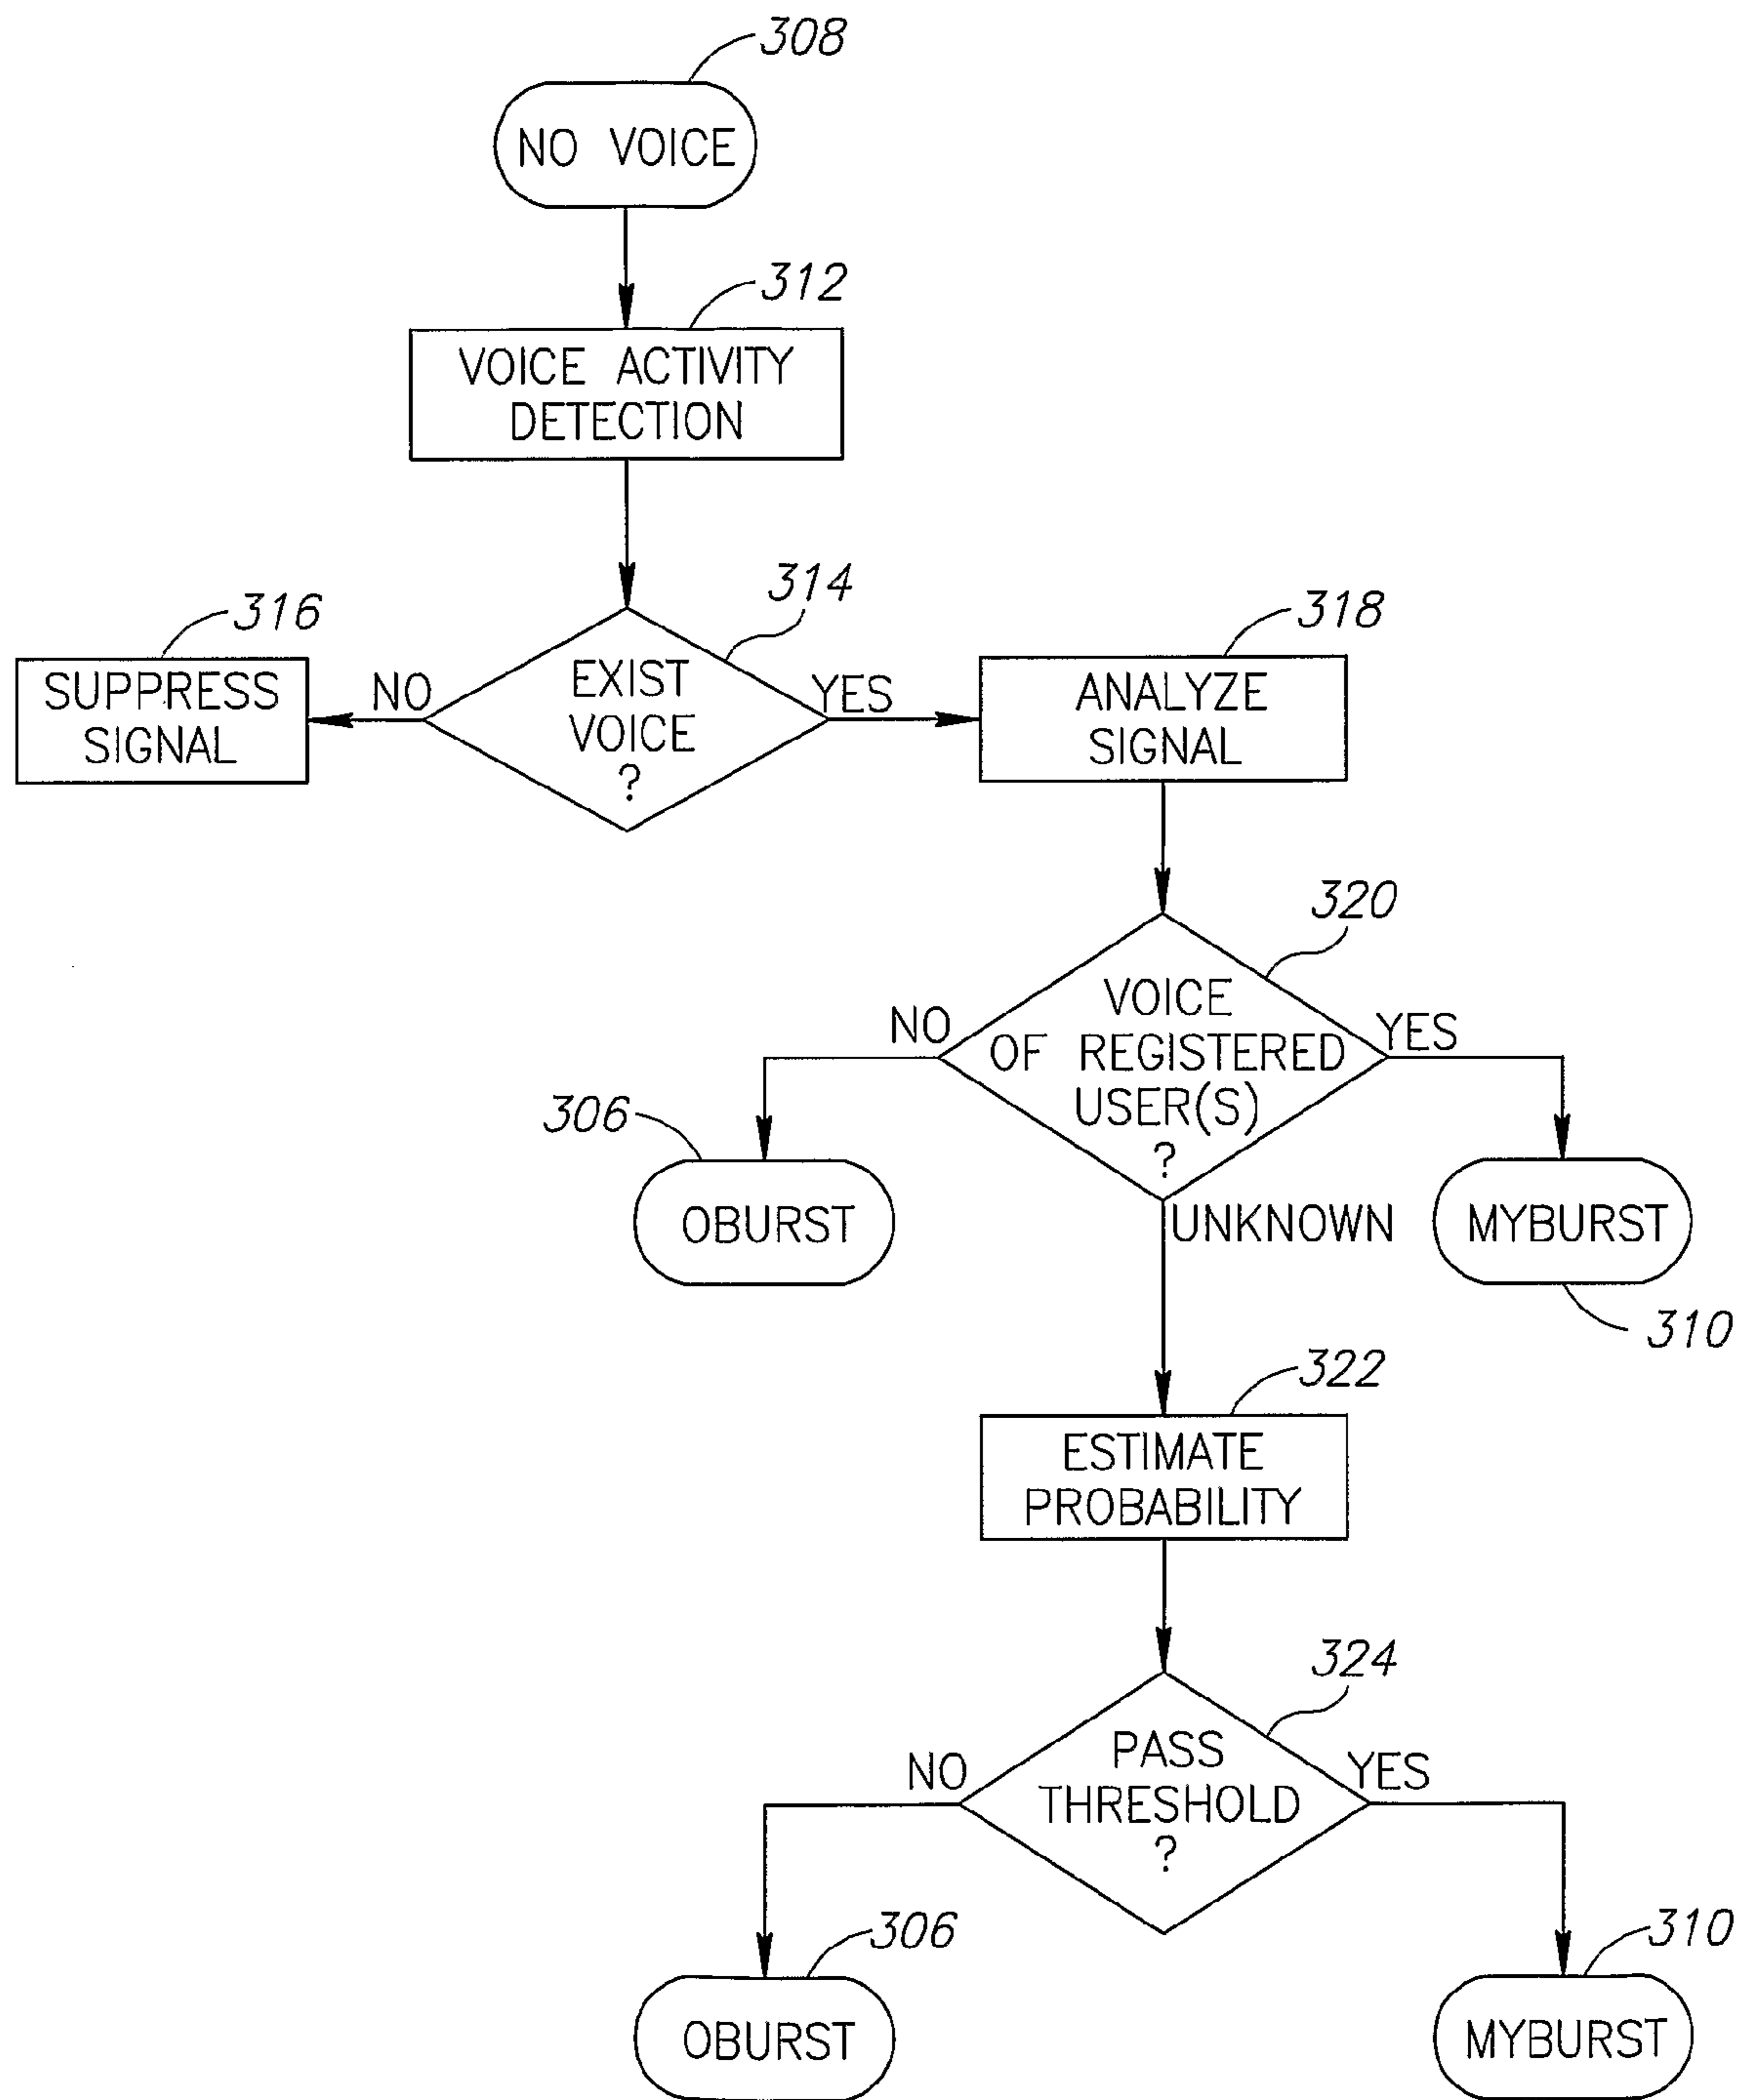 308
NO VOICE
312
VOICE ACTIVITY
DETECTION
314
316
318
SUPPRESS
SIGNAL
NO
EXIST
VOICE
?
YES
ANALYZE
SIGNAL
320
NO
VOICE
OF REGISTERED
USER(S)
?
YES
306
OBURST
UNKNOWN
MYBURST
310
322
ESTIMATE
PROBABILITY
324
NO
PASS
THRESHOLD
?
YES
306
OBURST
310
MYBURST